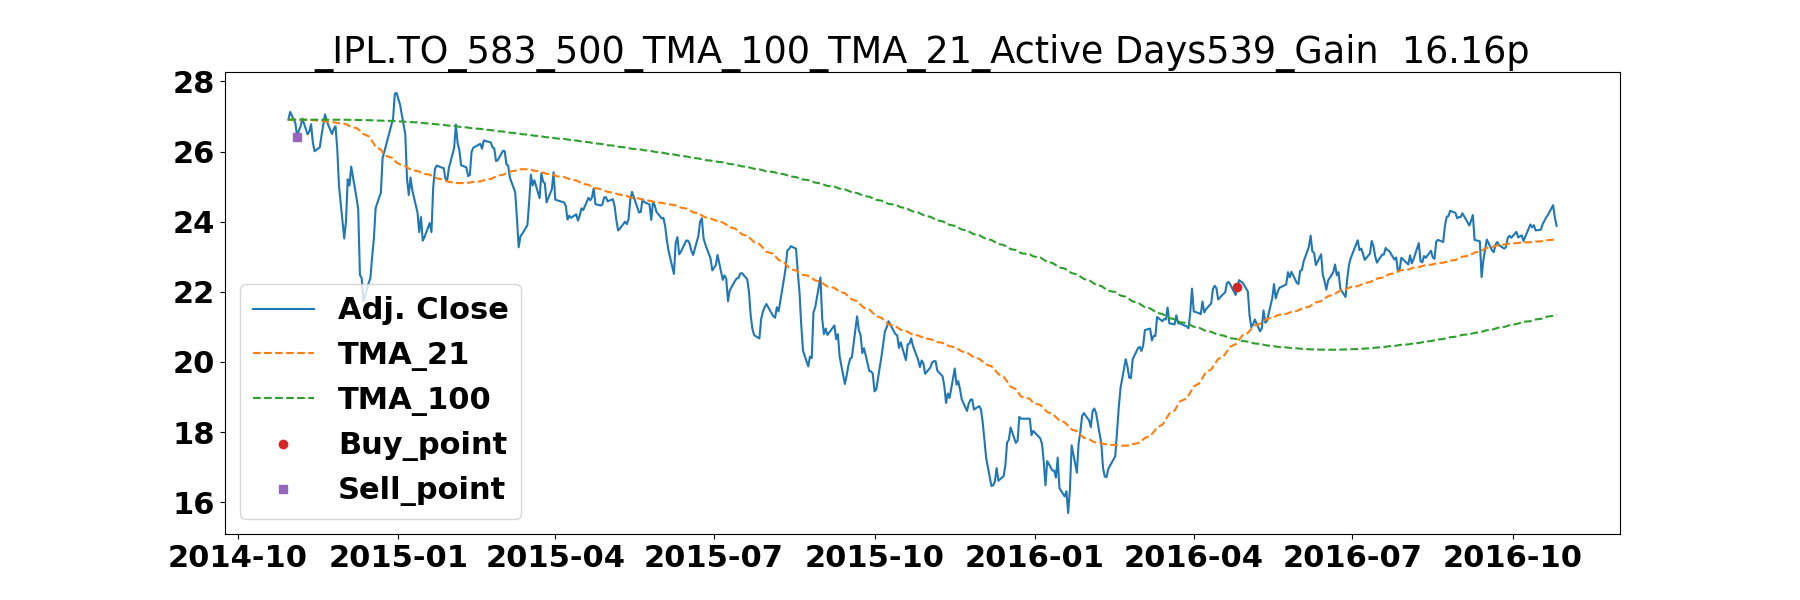 _IPL.TO_583_500_TMA_100_TMA_21_Active Days539_Gain  16.16p
28
26
24
22
20
18
16
Adj. Close
TMA_21
TMA_100
Buy_point
Sell_point
2014-10 2015-01 2015-04 2015-07 2015-10 2016-01 2016-04 2016-07 2016-10